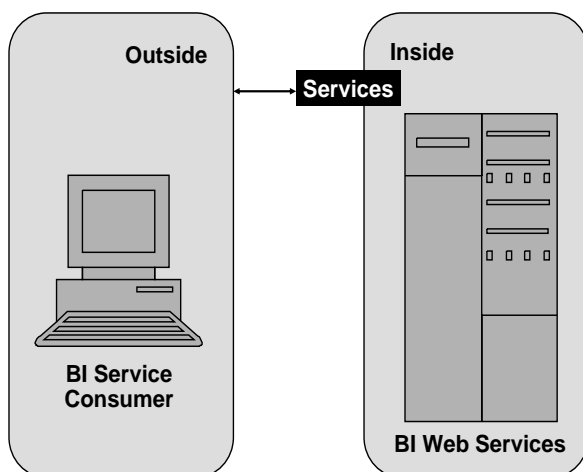 Outside
Inside
Services
BI Service
Consumer
BI Web Services